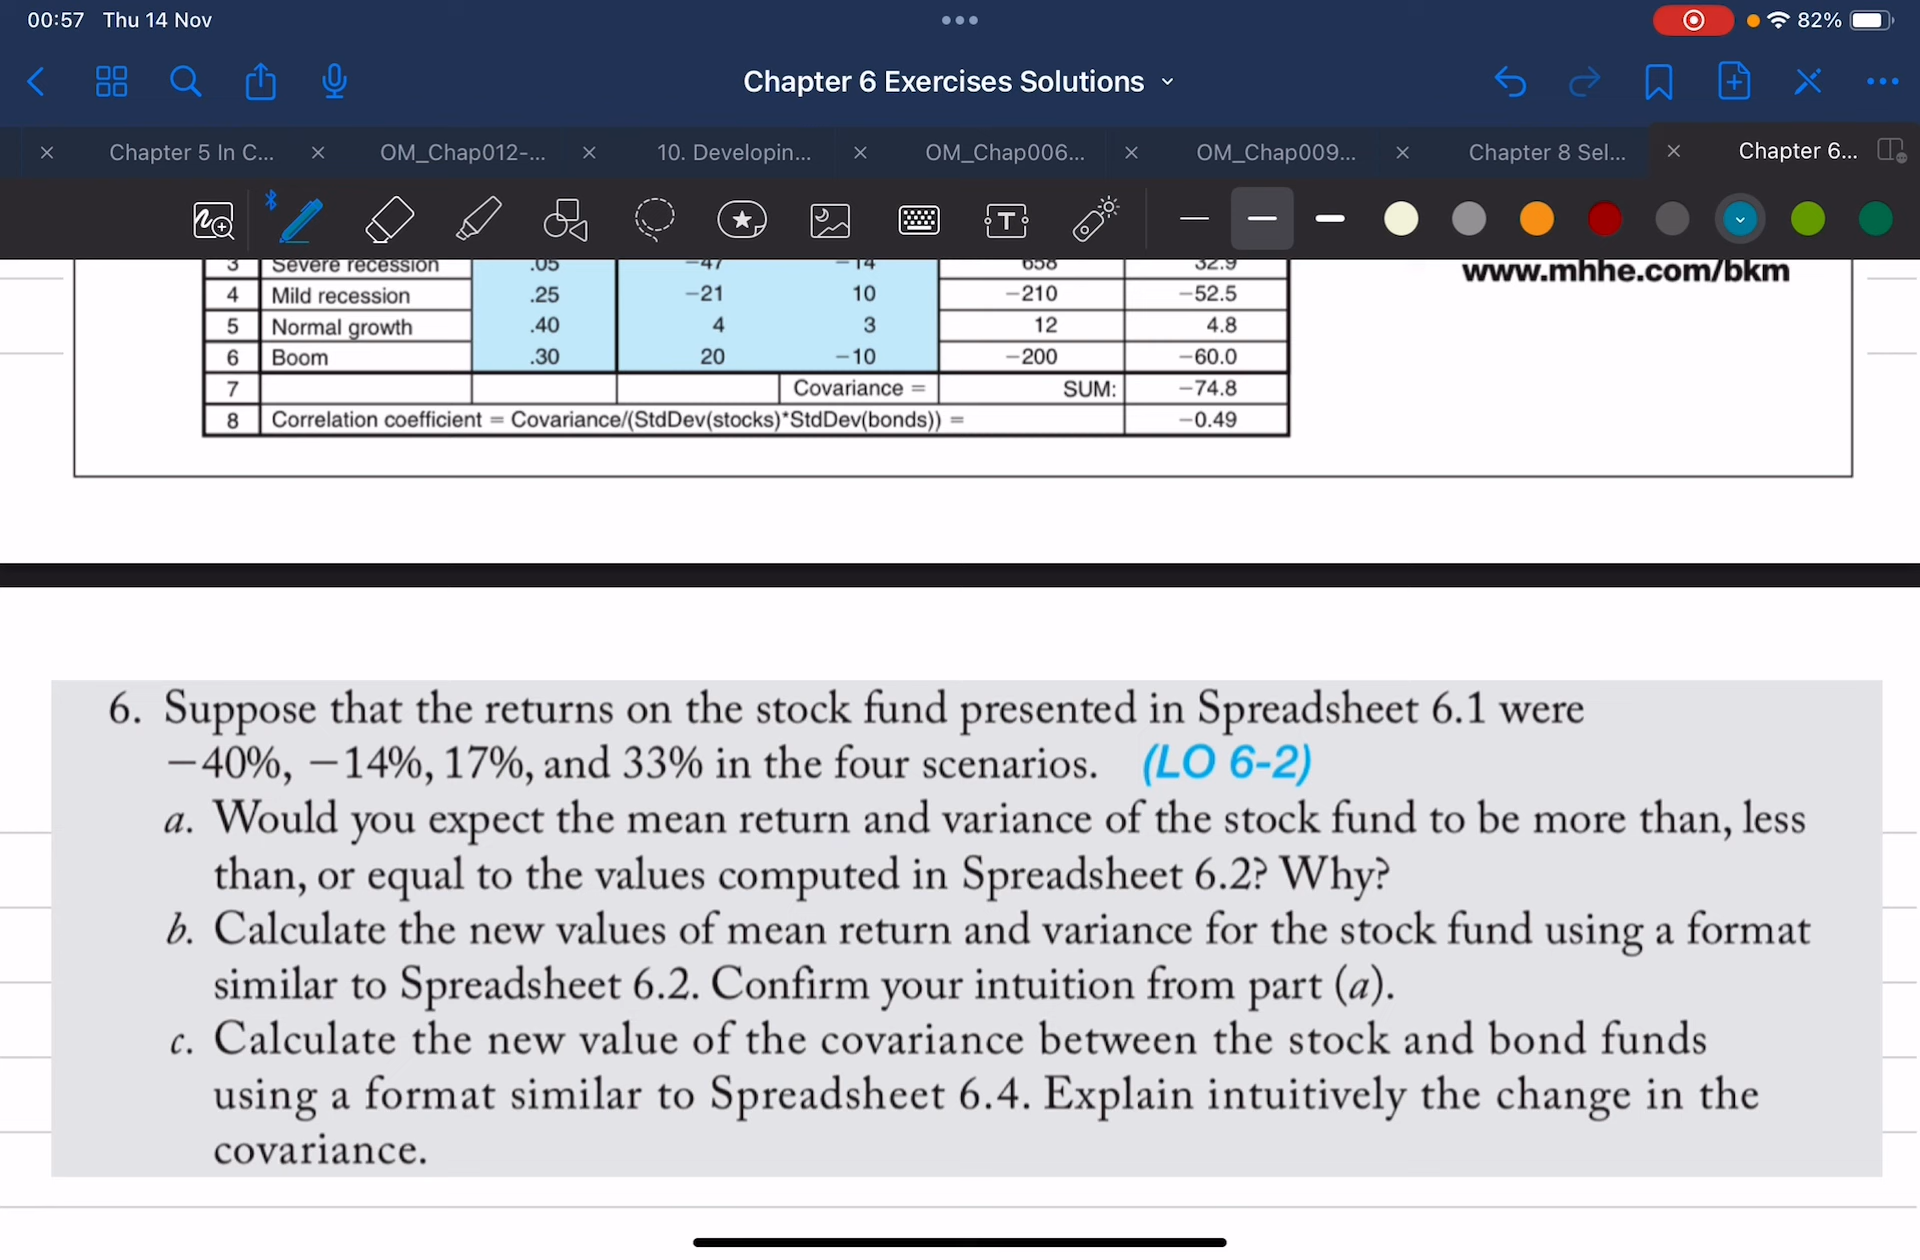 00:57 Thu 14 Nov
82%
Chapter 6 Exercises Solutions
Chapter 5 In C...
OM_Chap012-...
10. Developin...
OM_Chap006...
OM_Chap009...
Chapter 8 Sel...
Chapter 6...
T
3 Severe recession .05 −47 −14 658 32.9
www.mhhe.com/bkm
4 Mild recession .25 −21 10 −210 −52.5
5 Normal growth .40 4 3 12 4.8
6 Boom .30 20 −10 −200 −60.0
7 Covariance = SUM: −74.8
8 Correlation coefficient = Covariance/(StdDev(stocks)*StdDev(bonds)) = −0.49
6. Suppose that the returns on the stock fund presented in Spreadsheet 6.1 were
−40%, −14%, 17%, and 33% in the four scenarios. (LO 6-2)
a. Would you expect the mean return and variance of the stock fund to be more than, less
than, or equal to the values computed in Spreadsheet 6.2? Why?
b. Calculate the new values of mean return and variance for the stock fund using a format
similar to Spreadsheet 6.2. Confirm your intuition from part (a).
c. Calculate the new value of the covariance between the stock and bond funds
using a format similar to Spreadsheet 6.4. Explain intuitively the change in the
covariance.